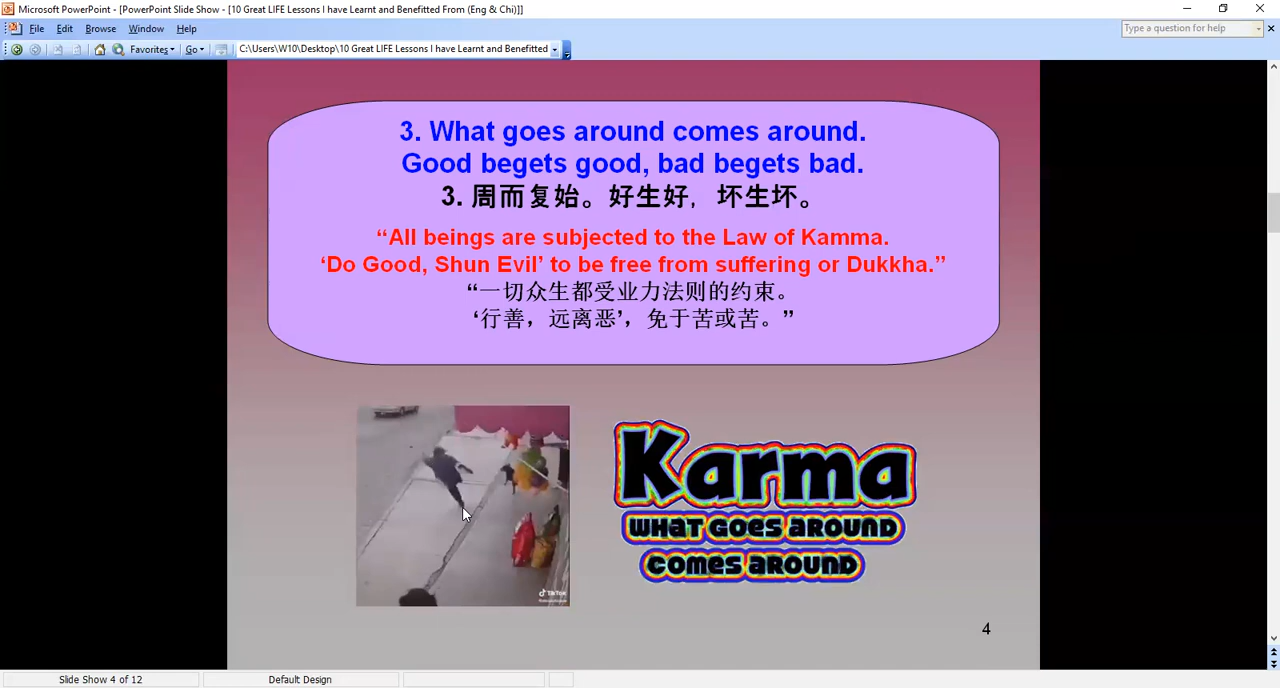 Microsoft PowerPoint - [PowerPoint Slide Show - [10 Great LIFE Lessons I have Learnt and Benefitted From (Eng & Chi)]]
File Edit Browse Window Help
Type a question for help
Favorites Go C:\Users\W10\Desktop\10 Great LIFE Lessons I have Learnt and Benefitted
3. What goes around comes around.
Good begets good, bad begets bad.
3. 周而复始。好生好，坏生坏。
“All beings are subjected to the Law of Kamma.
‘Do Good, Shun Evil’ to be free from suffering or Dukkha.”
“一切众生都受业力法则的约束。
‘行善，远离恶’，免于苦或苦。”
Karma
WHAT GOES AROUND
COMES AROUND
TikTok
4
Slide Show 4 of 12
Default Design